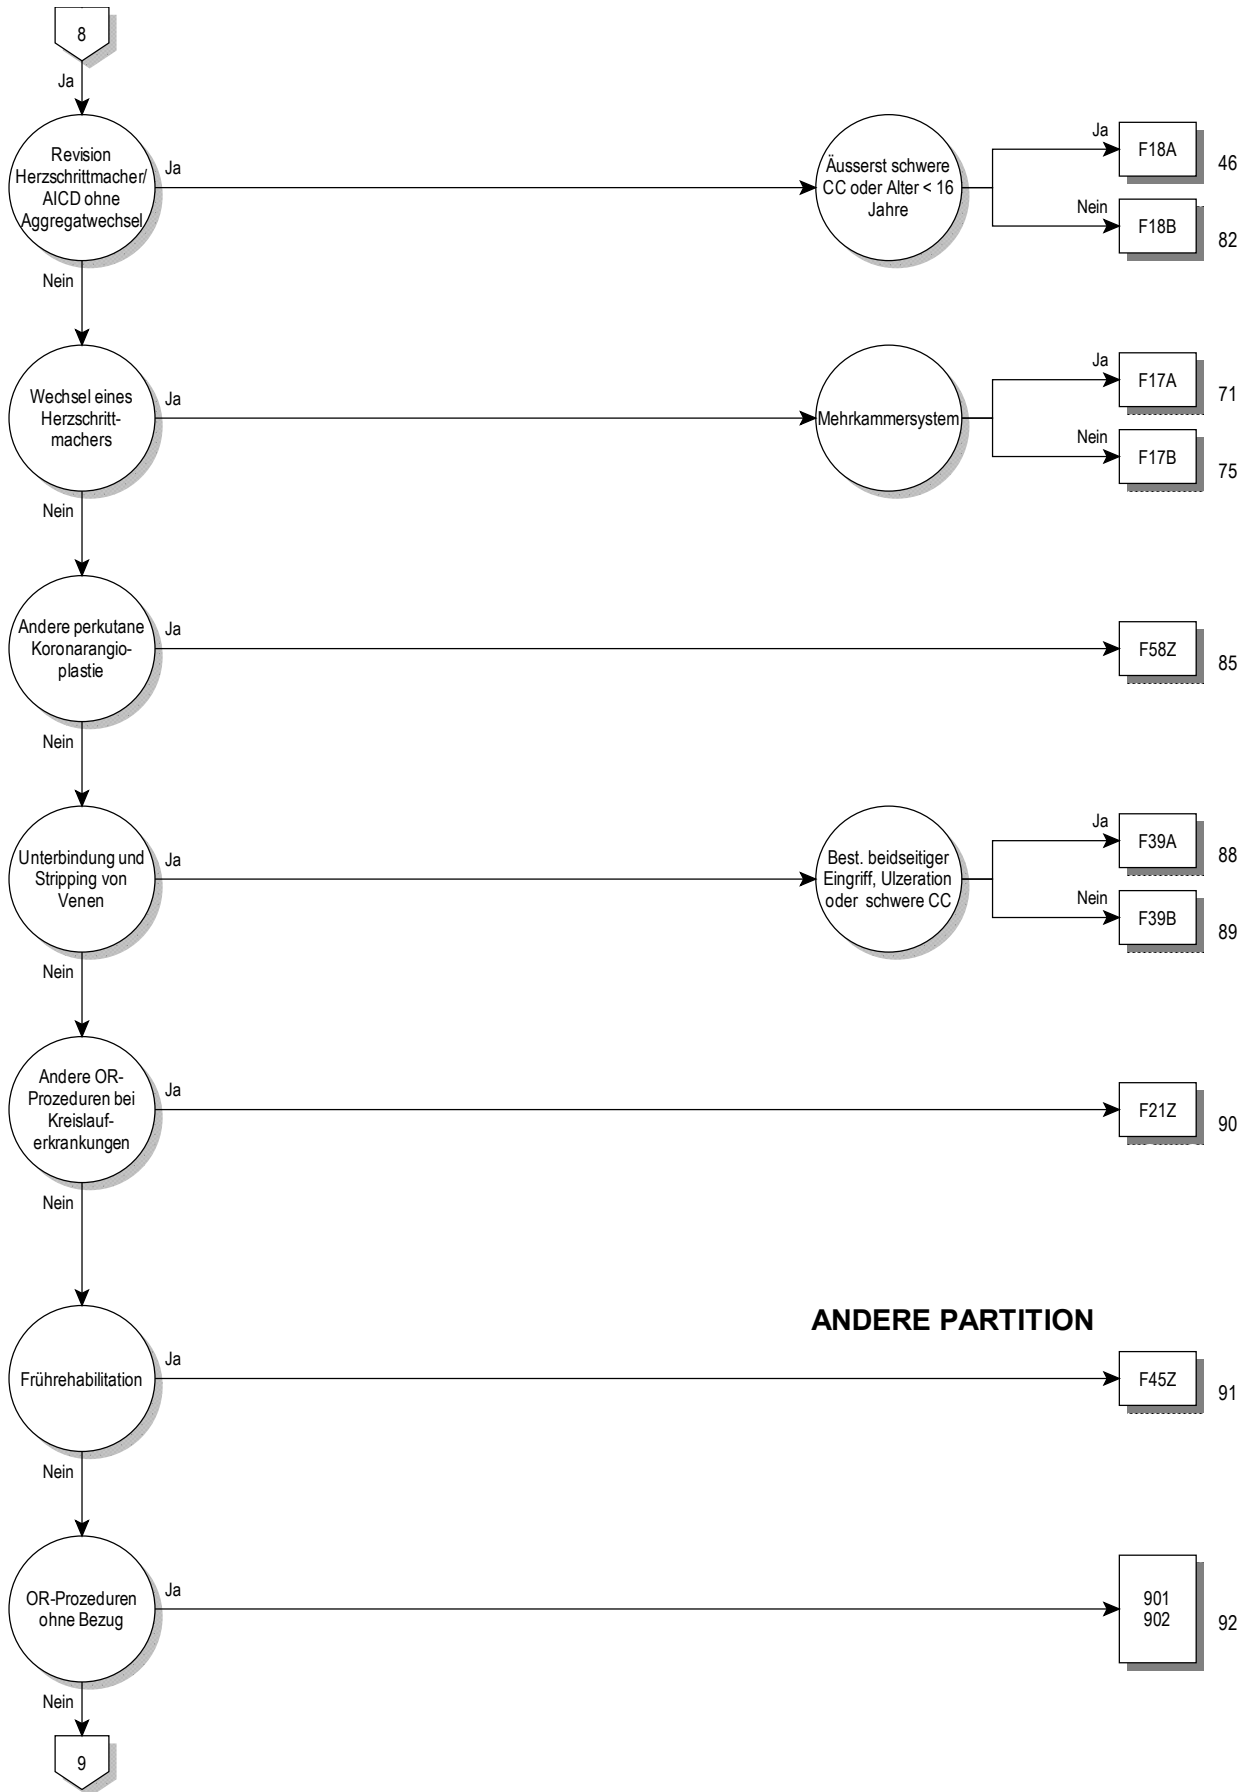 8
Ja
Revision
Herzschrittmacher/
AICD ohne
Aggregatwechsel
Ja
Äusserst schwere
CC oder Alter < 16
Jahre
Ja
F18A
46
Nein
F18B
82
Nein
Wechsel eines
Herzschritt-
machers
Ja
Mehrkammersystem
Ja
F17A
71
Nein
F17B
75
Nein
Andere perkutane
Koronarangio-
plastie
Ja
F58Z
85
Nein
Unterbindung und
Stripping von
Venen
Ja
Best. beidseitiger
Eingriff, Ulzeration
oder schwere CC
Ja
F39A
88
Nein
F39B
89
Nein
Andere OR-
Prozeduren bei
Kreislauf-
erkrankungen
Ja
F21Z
90
Nein
ANDERE PARTITION
Frührehabilitation
Ja
F45Z
91
Nein
OR-Prozeduren
ohne Bezug
Ja
901
902
92
Nein
9